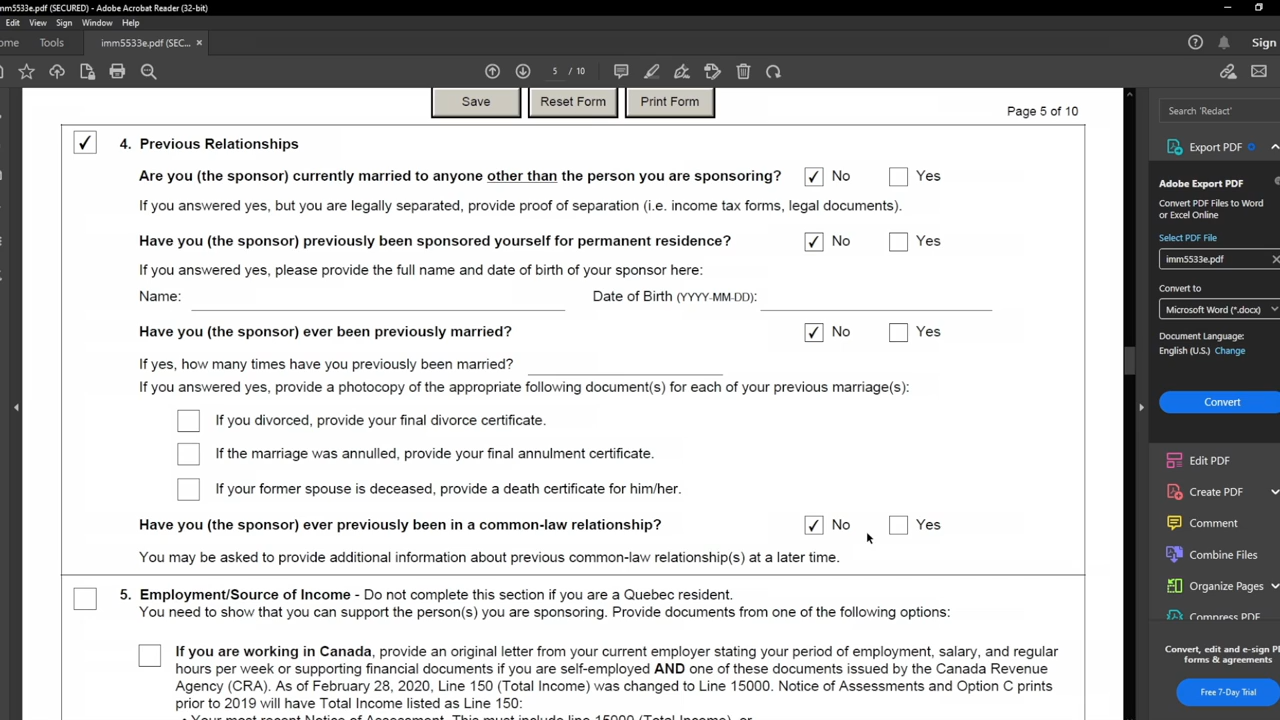 mm5533e.pdf (SECURED) - Adobe Acrobat Reader (32-bit)
Edit View Sign Window Help
ome Tools imm5533e.pdf (SEC... × Sign
5 / 10
Save Reset Form Print Form
Page 5 of 10
4. Previous Relationships
Are you (the sponsor) currently married to anyone other than the person you are sponsoring? No Yes
If you answered yes, but you are legally separated, provide proof of separation (i.e. income tax forms, legal documents).
Have you (the sponsor) previously been sponsored yourself for permanent residence? No Yes
If you answered yes, please provide the full name and date of birth of your sponsor here:
Name: Date of Birth (YYYY-MM-DD):
Have you (the sponsor) ever been previously married? No Yes
If yes, how many times have you previously been married?
If you answered yes, provide a photocopy of the appropriate following document(s) for each of your previous marriage(s):
If you divorced, provide your final divorce certificate.
If the marriage was annulled, provide your final annulment certificate.
If your former spouse is deceased, provide a death certificate for him/her.
Have you (the sponsor) ever previously been in a common-law relationship? No Yes
You may be asked to provide additional information about previous common-law relationship(s) at a later time.
5. Employment/Source of Income - Do not complete this section if you are a Quebec resident.
You need to show that you can support the person(s) you are sponsoring. Provide documents from one of the following options:
If you are working in Canada, provide an original letter from your current employer stating your period of employment, salary, and regular
hours per week or supporting financial documents if you are self-employed AND one of these documents issued by the Canada Revenue
Agency (CRA). As of February 28, 2020, Line 150 (Total Income) was changed to Line 15000. Notice of Assessments and Option C prints
prior to 2019 will have Total Income listed as Line 150:
• Your most recent Notice of Assessment. This must include line 15000 (Total Income), or
Search 'Redact'
Export PDF
Adobe Export PDF
Convert PDF Files to Word
or Excel Online
Select PDF File
imm5533e.pdf
Convert to
Microsoft Word (*.docx)
Document Language:
English (U.S.) Change
Convert
Edit PDF
Create PDF
Comment
Combine Files
Organize Pages
Compress PDF
Convert, edit and e-sign P
forms & agreements
Free 7-Day Trial